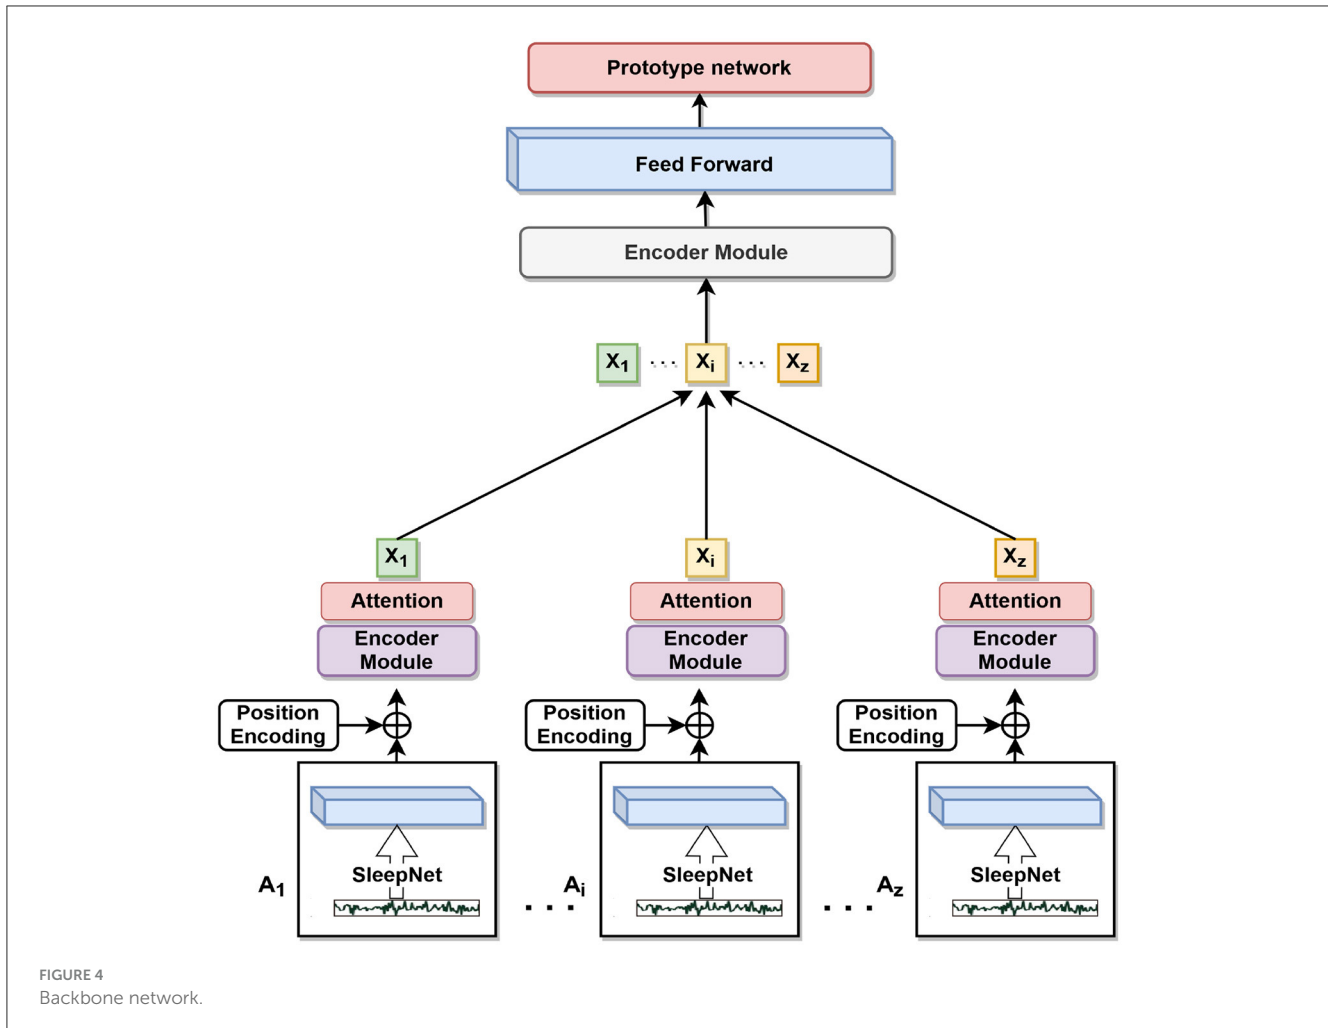 Prototype network
Feed Forward
Encoder Module
X1 ... Xi ... Xz
X1 Xi Xz
Attention Attention Attention
Encoder Encoder Encoder
Module Module Module
Position Position Position
Encoding Encoding Encoding
SleepNet SleepNet SleepNet
A1 ... Ai ... Az
FIGURE 4
Backbone network.